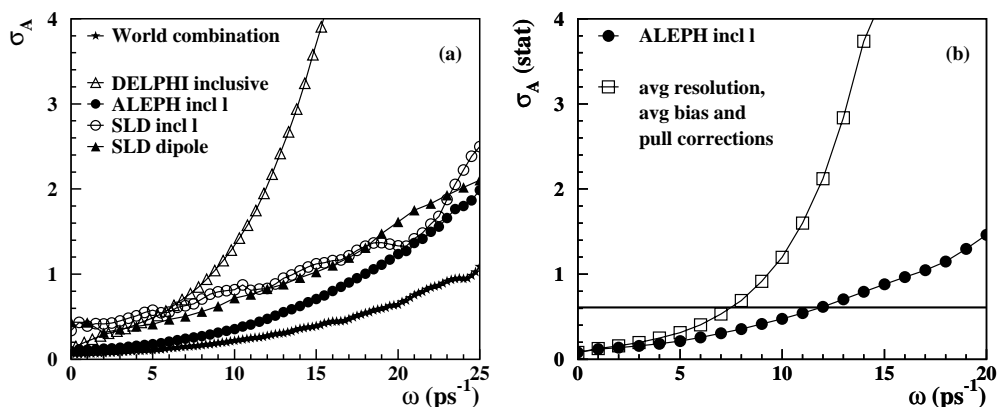 σA
4
3
2
1
0
0
5
10
15
20
25
ω (ps-1)
World combination
(a)
DELPHI inclusive
ALEPH incl l
SLD incl l
SLD dipole
σA (stat)
4
3
2
1
0
0
5
10
15
20
ω (ps-1)
ALEPH incl l
(b)
avg resolution,
avg bias and
pull corrections